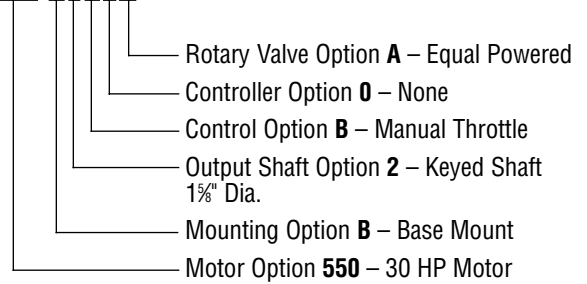 Rotary Valve Option A – Equal Powered
Controller Option 0 – None
Control Option B – Manual Throttle
Output Shaft Option 2 – Keyed Shaft
1⅝" Dia.
Mounting Option B – Base Mount
Motor Option 550 – 30 HP Motor